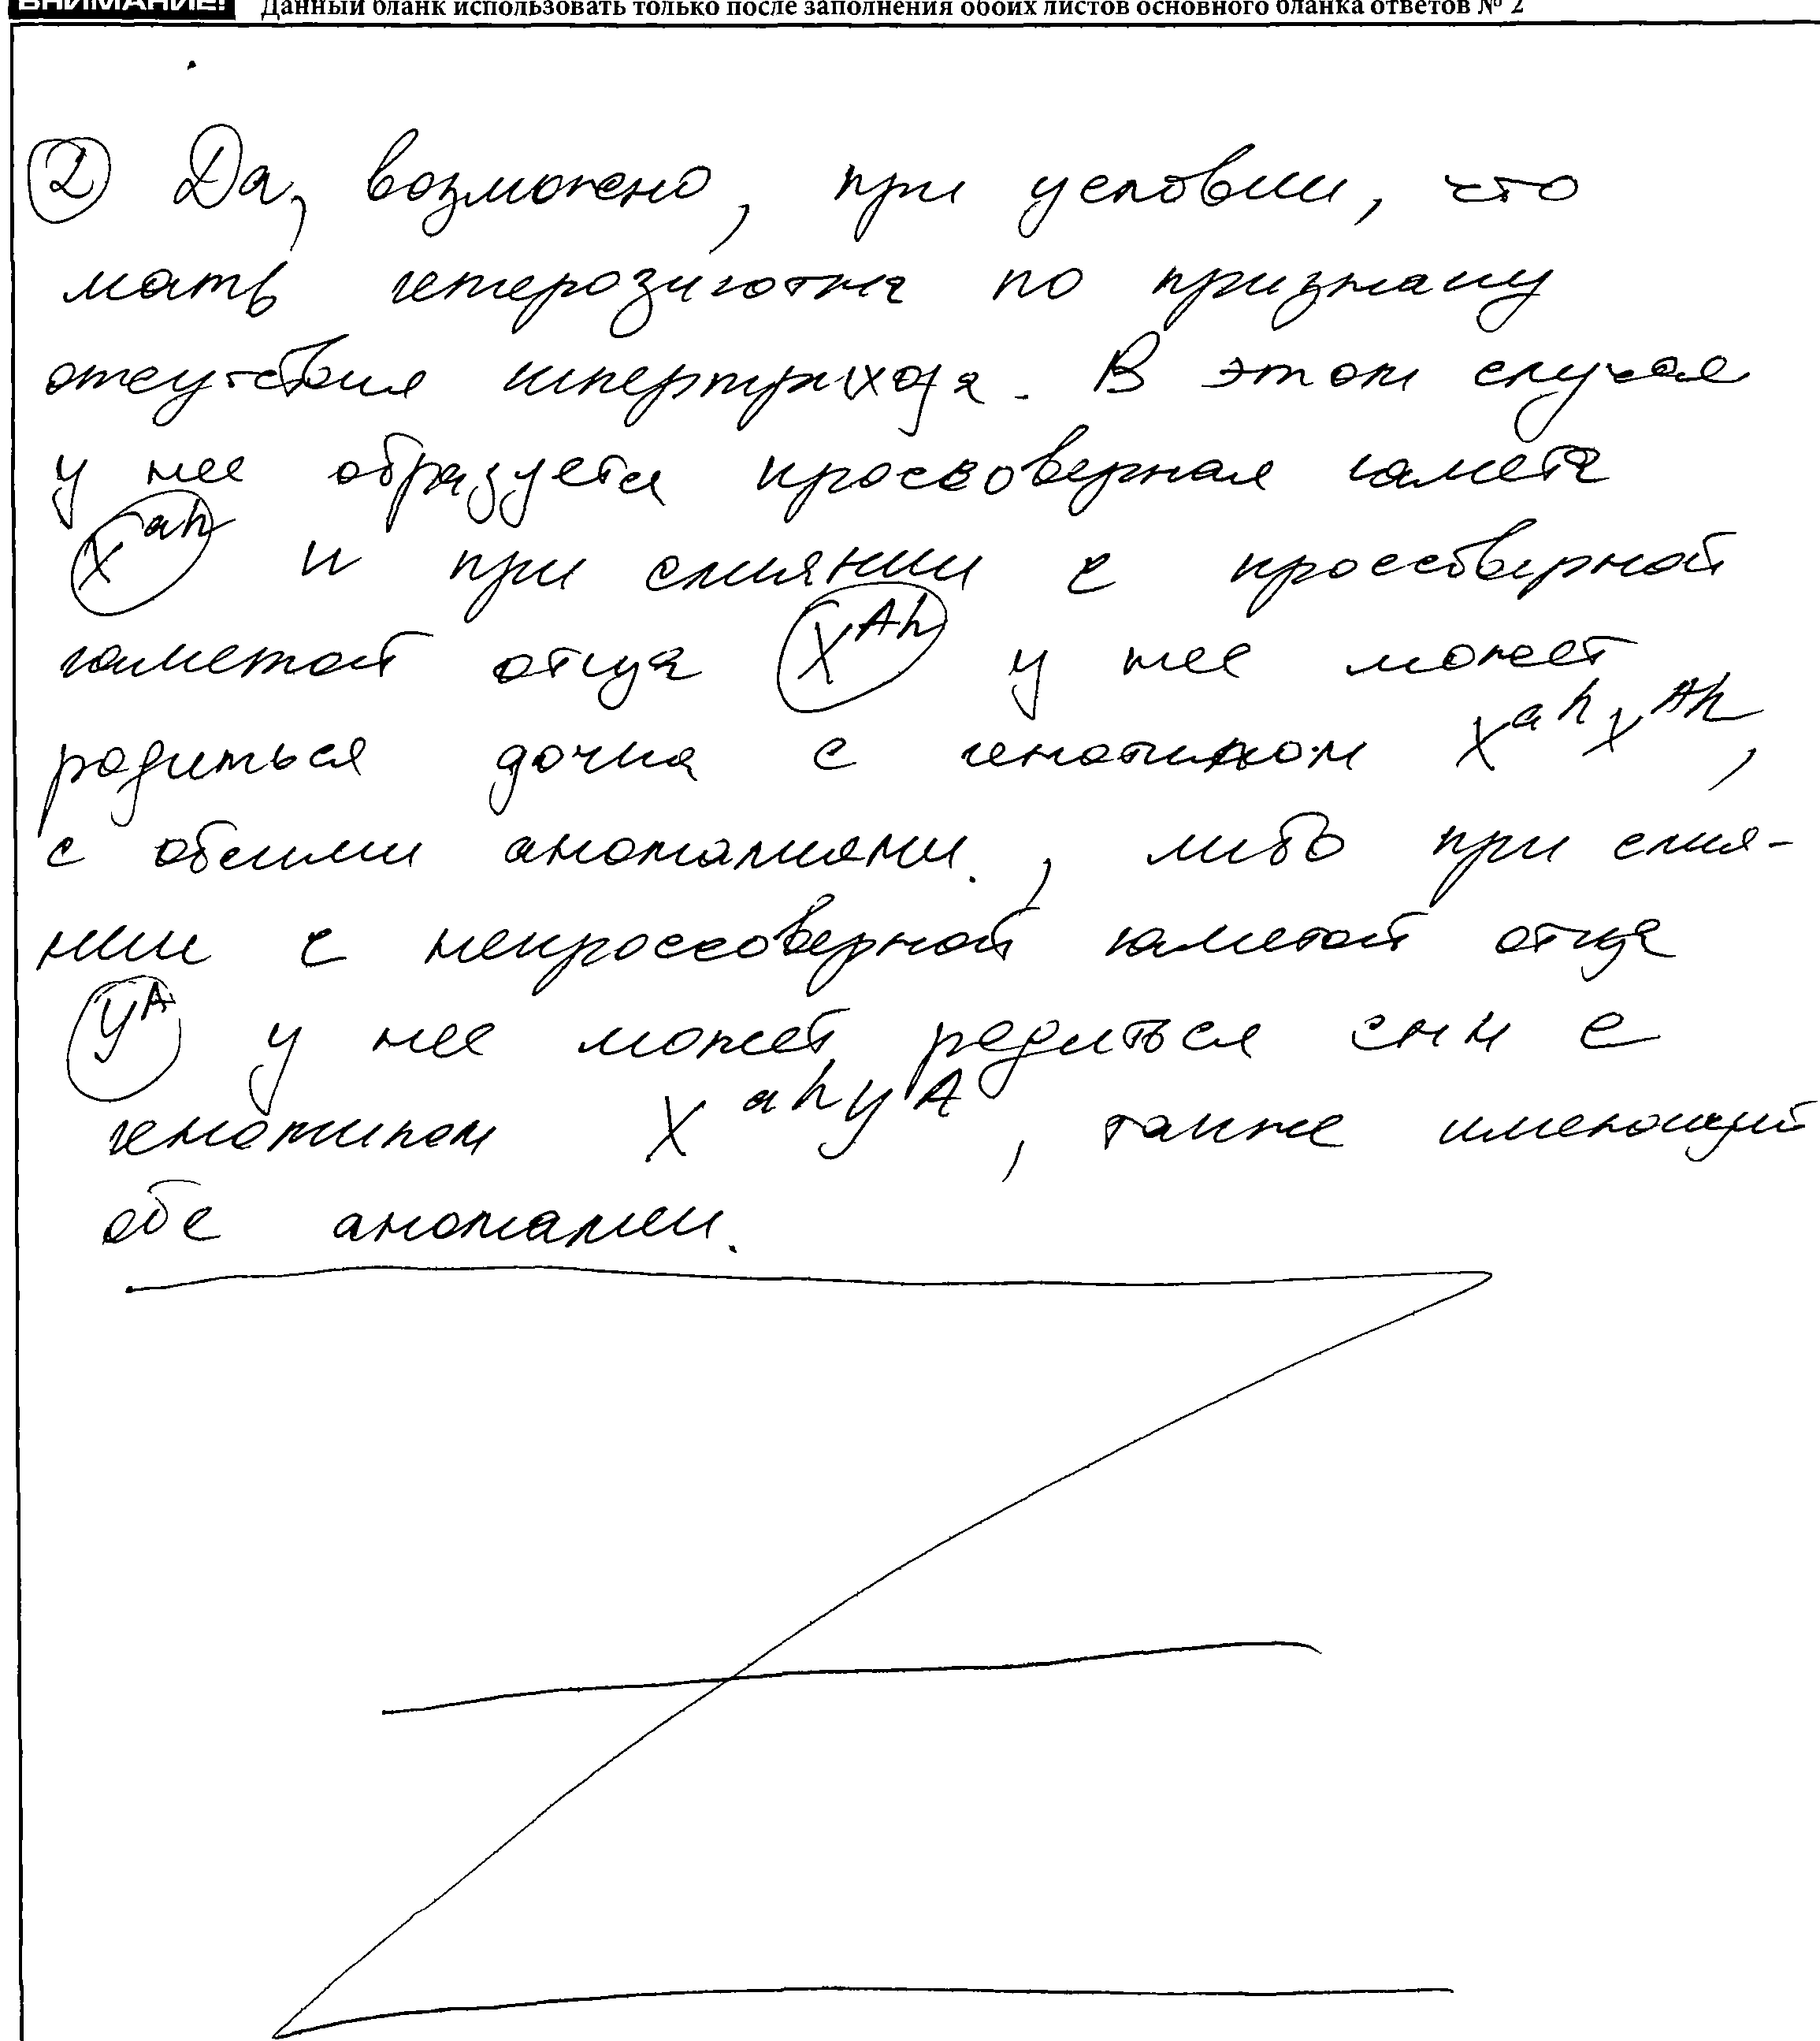 ВНИМАНИЕ! Данный бланк использовать только после заполнения обоих листов основного бланка ответов № 2
2 Да, возможно, при условии, что
мать гетерозиготна по признаку
отсутствия гипертрихоза. В этом случае
у нее образуется кроссоверная гамета
X^ah и при слиянии с кроссоверной
гаметой отца X^Ah у нее может
родиться дочка с генотипом X^ah X^Ah,
с обеими аномалиями., либо при слия-
нии с некроссоверной гаметой отца
У^A у нее может родиться сын с
генотипом X^ah У^A, также имеющий
обе аномалии.